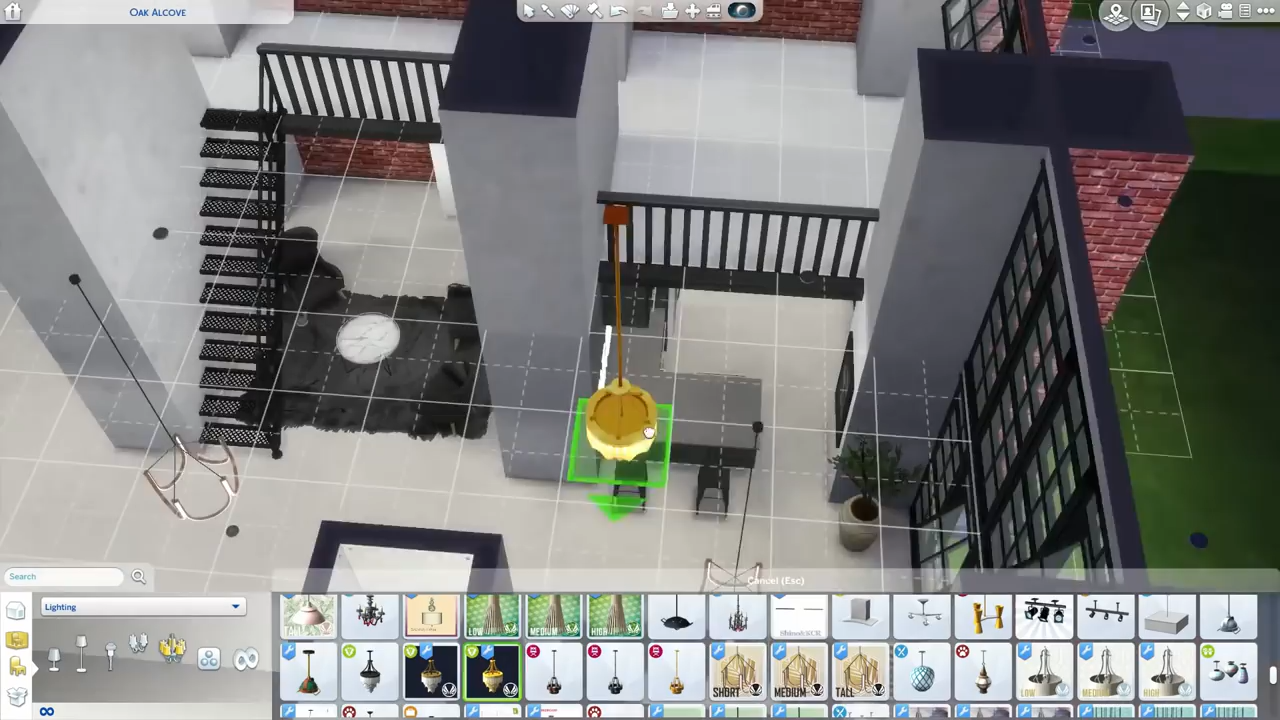 OAK ALCOVE
Cancel (Esc)
Search
Lighting
LOW
MEDIUM
HIGH
SHORT
MEDIUM
TALL
LOW
MEDIUM
HIGH